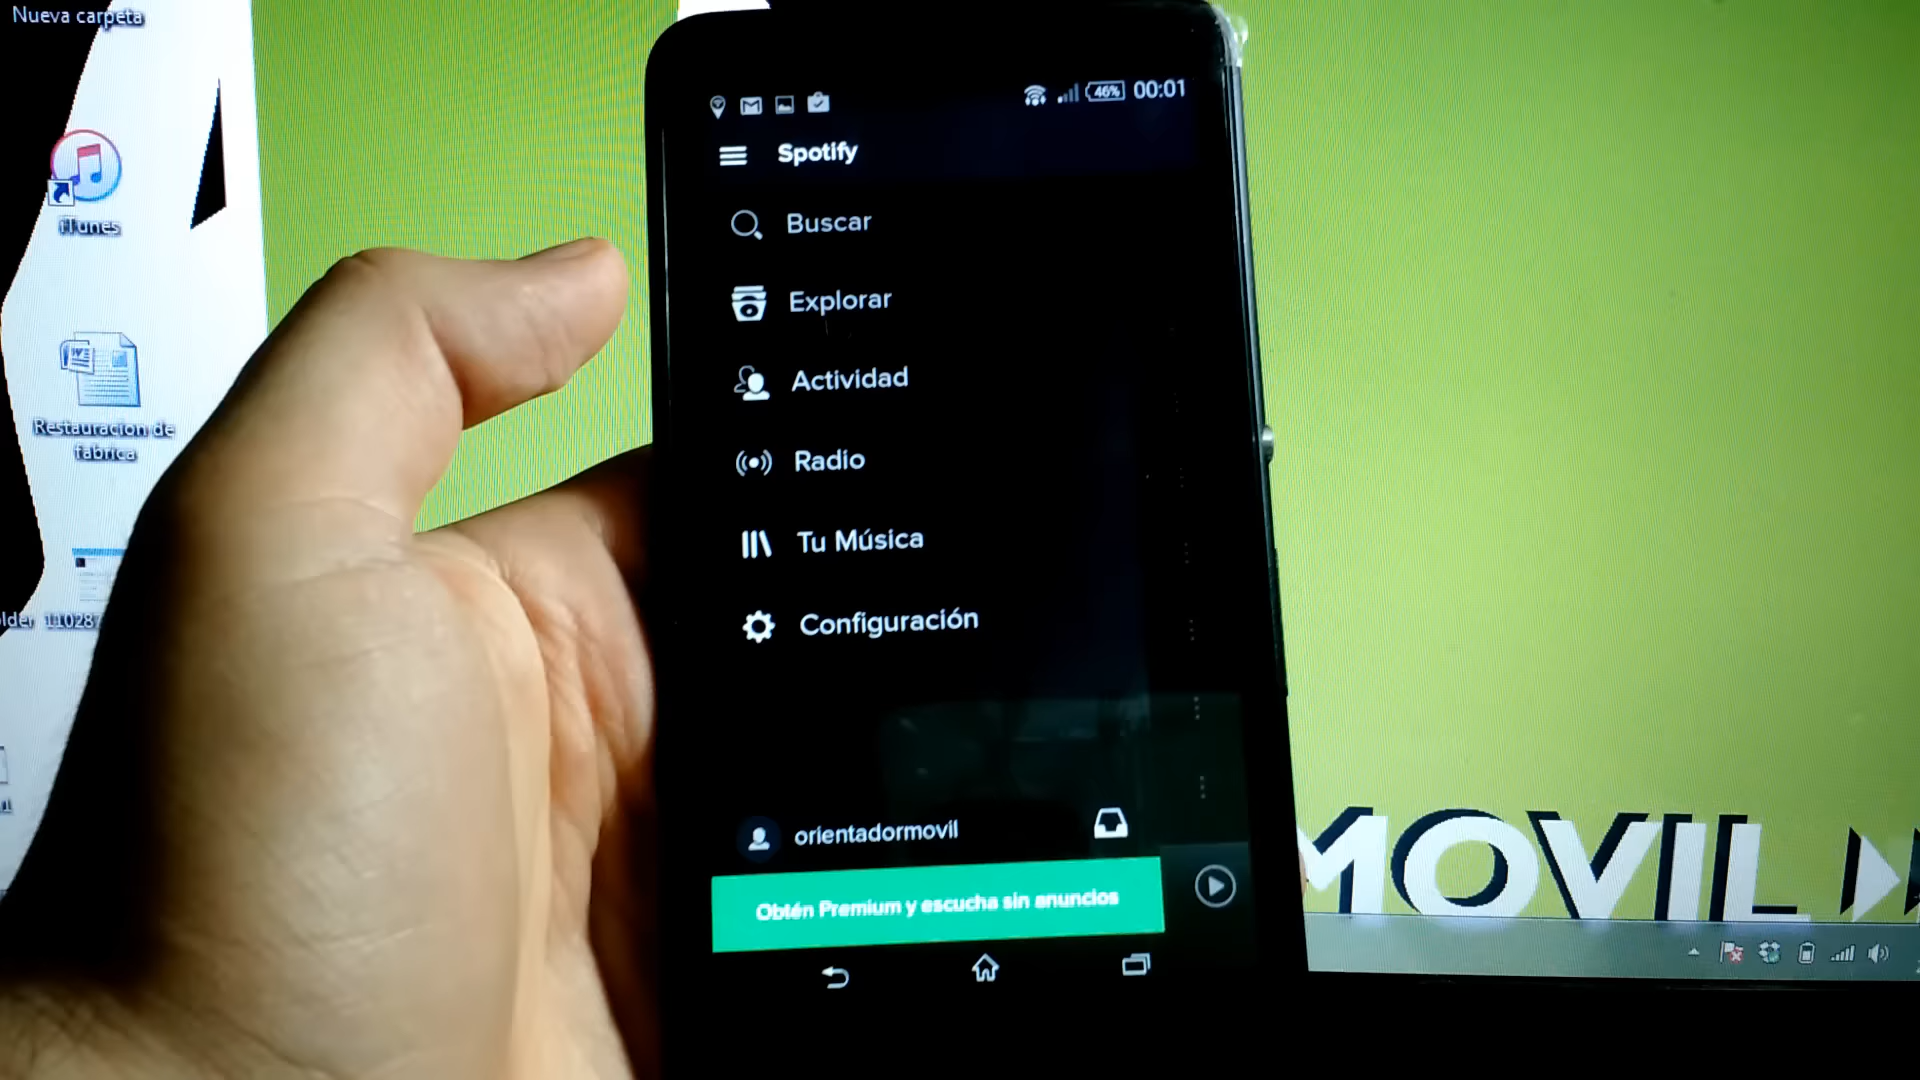 Nueva carpeta
iTunes
Restauracion de
fabrica
11028
46% 00:01
Spotify
Buscar
Explorar
Actividad
Radio
Tu Música
Configuración
orientadormovil
Obtén Premium y escucha sin anuncios
MOVIL